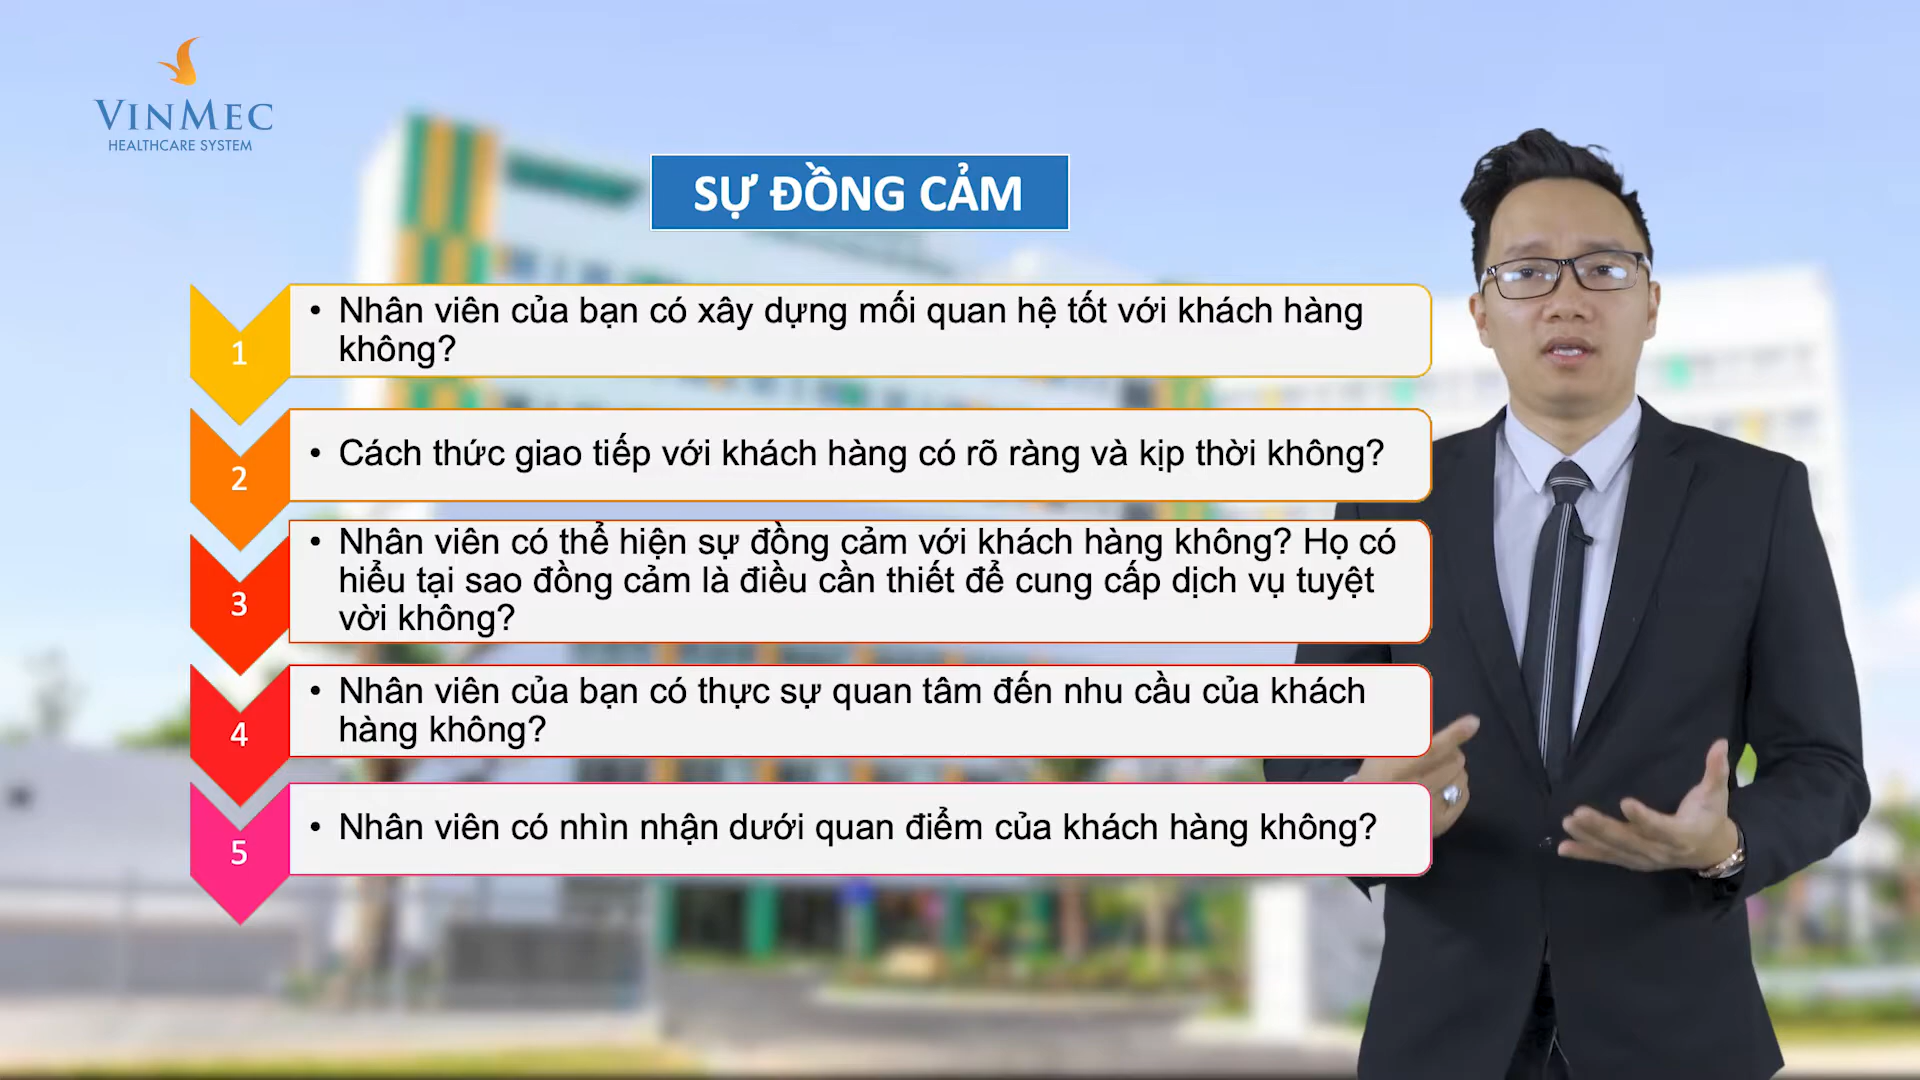 VINMEC
HEALTHCARE SYSTEM
SỰ ĐỒNG CẢM
1
• Nhân viên của bạn có xây dựng mối quan hệ tốt với khách hàng
không?
2
• Cách thức giao tiếp với khách hàng có rõ ràng và kịp thời không?
3
• Nhân viên có thể hiện sự đồng cảm với khách hàng không? Họ có
hiểu tại sao đồng cảm là điều cần thiết để cung cấp dịch vụ tuyệt
vời không?
4
• Nhân viên của bạn có thực sự quan tâm đến nhu cầu của khách
hàng không?
5
• Nhân viên có nhìn nhận dưới quan điểm của khách hàng không?